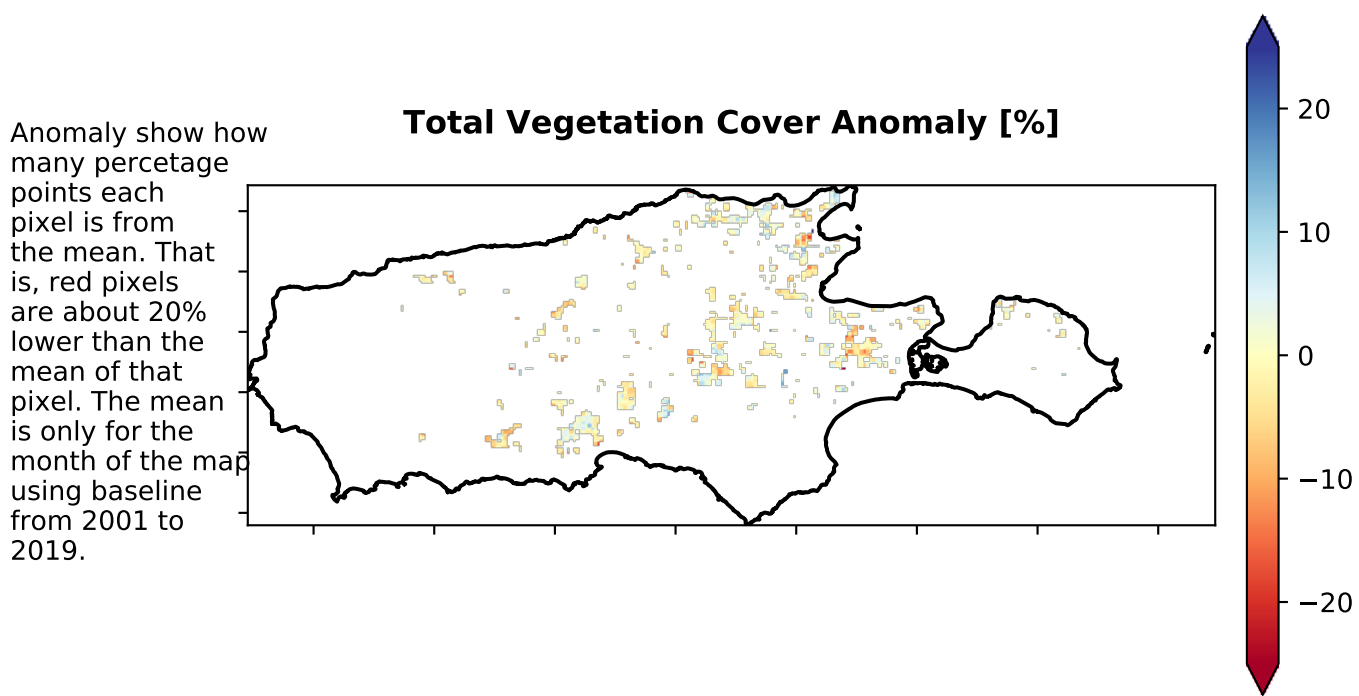 Total Vegetation Cover Anomaly [%]
Anomaly show how
many percetage
points each
pixel is from
the mean. That
is, red pixels
are about 20%
lower than the
mean of that
pixel. The mean
is only for the
month of the map
using baseline
from 2001 to
2019.
20
10
0
−10
−20